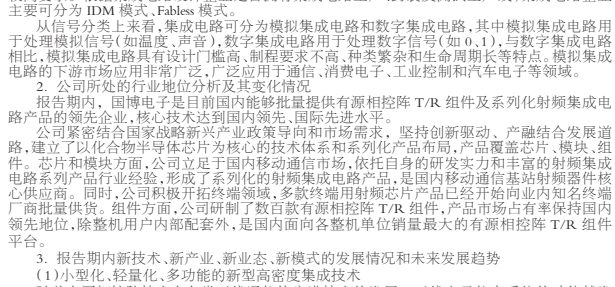 主要可分为 IDM 模式、Fabless 模式。
从信号分类上来看,集成电路可分为模拟集成电路和数字集成电路,其中模拟集成电路用
于处理模拟信号(如温度、声音),数字集成电路用于处理数字信号(如 0、1),与数字集成电路
相比,模拟集成电路具有设计门槛高、制程要求不高、种类繁杂和生命周期长等特点。模拟集成
电路的下游市场应用非常广泛,广泛应用于通信、消费电子、工业控制和汽车电子等领域。
2. 公司所处的行业地位分析及其变化情况
报告期内, 国博电子是目前国内能够批量提供有源相控阵 T/R 组件及系列化射频集成电
路产品的领先企业,核心技术达到国内领先、国际先进水平。
公司紧密结合国家战略新兴产业政策导向和市场需求, 坚持创新驱动、产融结合发展道
路,建立了以化合物半导体芯片为核心的技术体系和系列化产品布局,产品覆盖芯片、模块、组
件。芯片和模块方面,公司立足于国内移动通信市场,依托自身的研发实力和丰富的射频集成
电路系列产品行业经验,形成了系列化的射频集成电路产品,是国内移动通信基站射频器件核
心供应商。同时,公司积极开拓终端领域,多款终端用射频芯片产品已经开始向业内知名终端
厂商批量供货。组件方面,公司研制了数百款有源相控阵 T/R 组件,产品市场占有率保持国内
领先地位,除整机用户内部配套外,是国内面向各整机单位销量最大的有源相控阵 T/R 组件
平台。
3. 报告期内新技术、新产业、新业态、新模式的发展情况和未来发展趋势
(1)小型化、轻量化、多功能的新型高密度集成技术